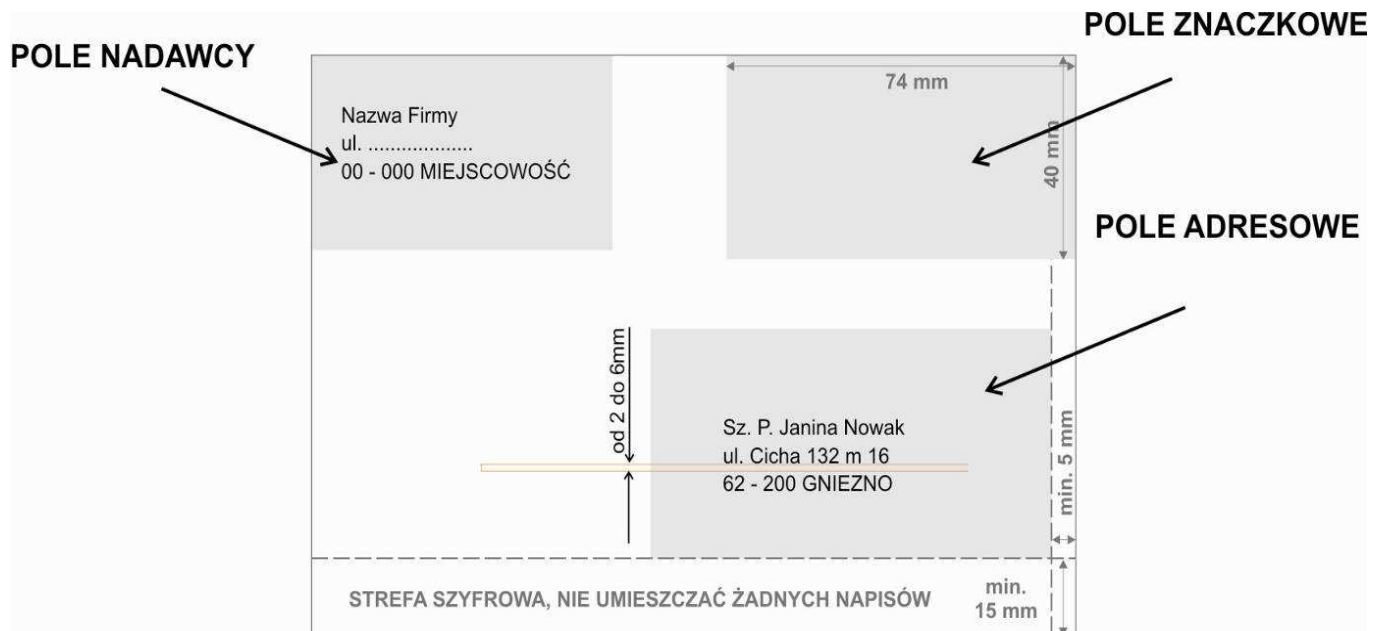 POLE NADAWCY
POLE ZNACZKOWE
74 mm
40 mm
Nazwa Firmy
ul. ...................
00 - 000 MIEJSCOWOŚĆ
POLE ADRESOWE
od 2 do 6mm
Sz. P. Janina Nowak
ul. Cicha 132 m 16
62 - 200 GNIEZNO
min. 5 mm
STREFA SZYFROWA, NIE UMIESZCZAĆ ŻADNYCH NAPISÓW
min.
15 mm